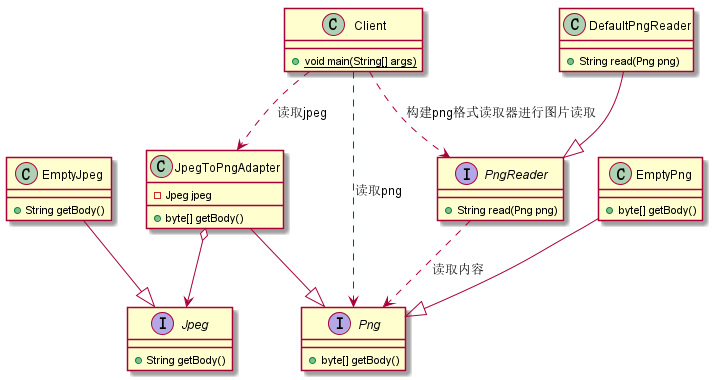 C Client
void main(String[] args)
C DefaultPngReader
String read(Png png)
读取jpeg
构建png格式读取器进行图片读取
C EmptyJpeg
String getBody()
C JpegToPngAdapter
Jpeg jpeg
byte[] getBody()
读取png
I PngReader
String read(Png png)
C EmptyPng
byte[] getBody()
读取内容
I Jpeg
String getBody()
I Png
byte[] getBody()